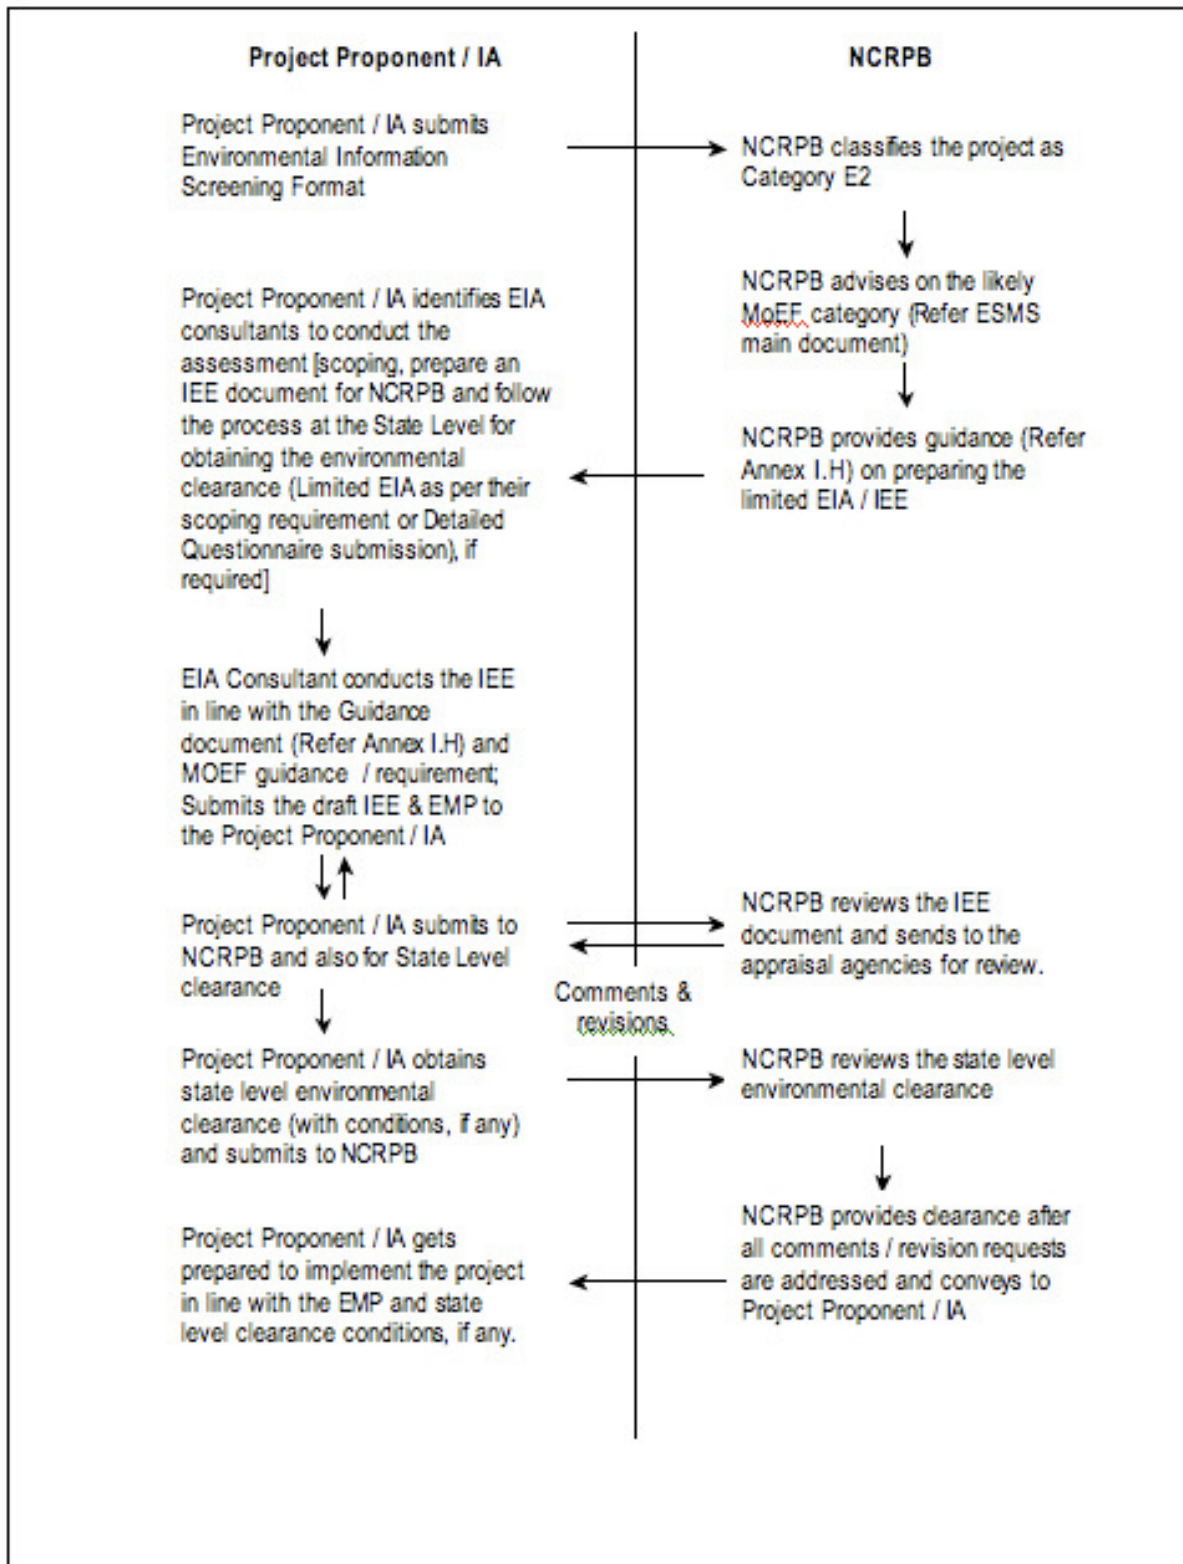 Project Proponent / IA
NCRPB
Project Proponent / IA submits
Environmental Information
Screening Format
NCRPB classifies the project as
Category E2
NCRPB advises on the likely
MoEF category (Refer ESMS
main document)
NCRPB provides guidance (Refer
Annex I.H) on preparing the
limited EIA / IEE
Project Proponent / IA identifies EIA
consultants to conduct the
assessment [scoping, prepare an
IEE document for NCRPB and follow
the process at the State Level for
obtaining the environmental
clearance (Limited EIA as per their
scoping requirement or Detailed
Questionnaire submission), if
required]
EIA Consultant conducts the IEE
in line with the Guidance
document (Refer Annex I.H) and
MOEF guidance / requirement;
Submits the draft IEE & EMP to
the Project Proponent / IA
Project Proponent / IA submits to
NCRPB and also for State Level
clearance
NCRPB reviews the IEE
document and sends to the
appraisal agencies for review.
Comments &
revisions
Project Proponent / IA obtains
state level environmental
clearance (with conditions, if any)
and submits to NCRPB
NCRPB reviews the state level
environmental clearance
NCRPB provides clearance after
all comments / revision requests
are addressed and conveys to
Project Proponent / IA
Project Proponent / IA gets
prepared to implement the project
in line with the EMP and state
level clearance conditions, if any.